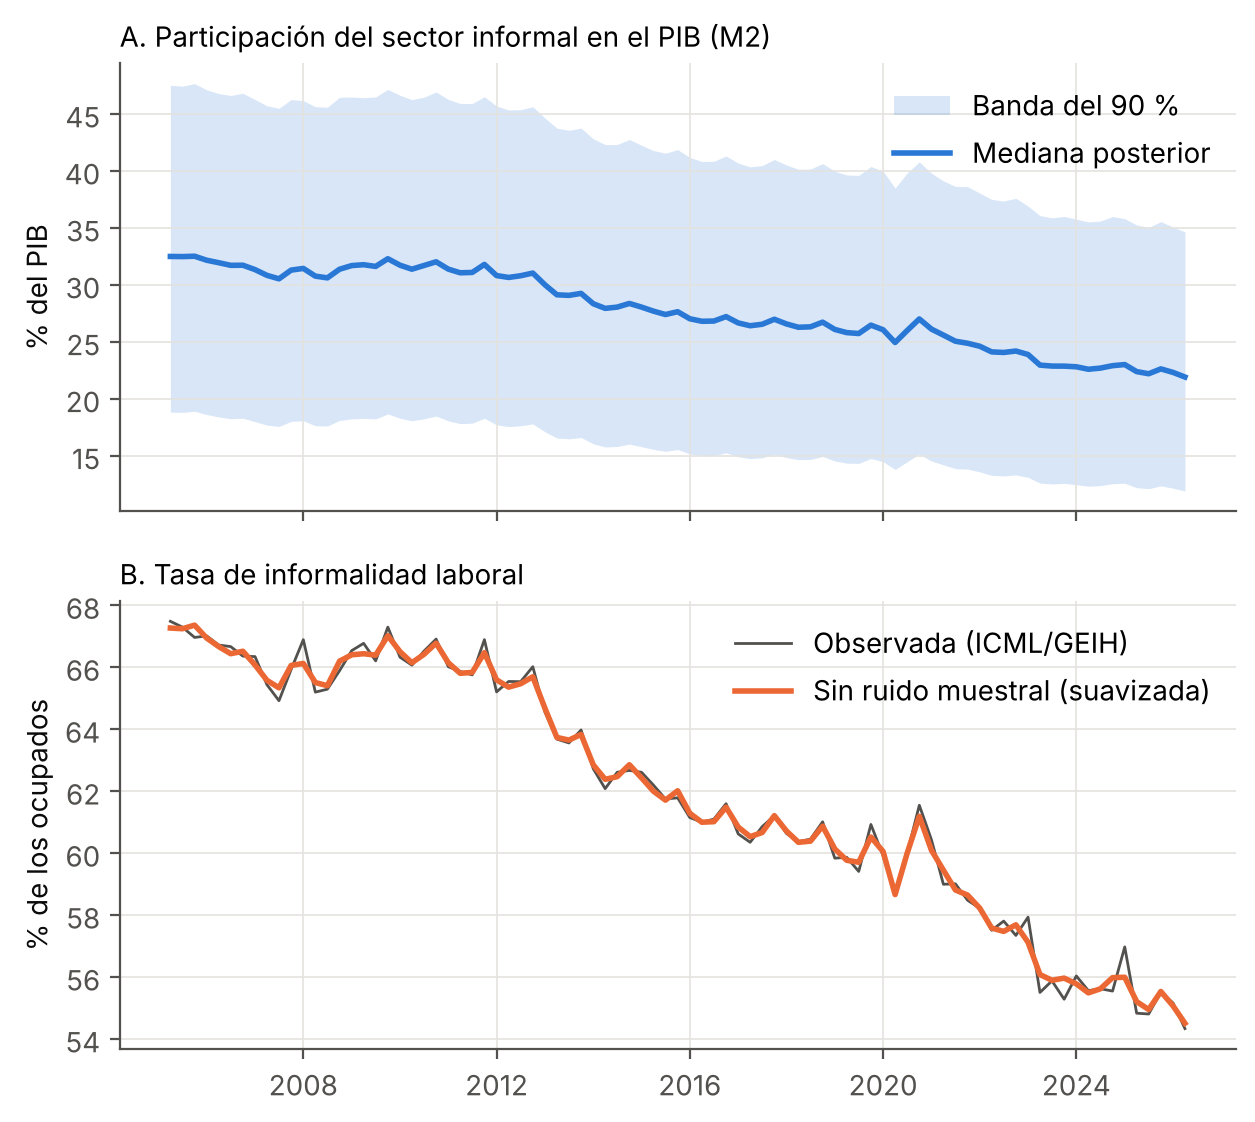 A. Participación del sector informal en el PIB (M2)
% del PIB
45
40
35
30
25
20
15
Banda del 90 %
Mediana posterior
B. Tasa de informalidad laboral
% de los ocupados
68
66
64
62
60
58
56
54
Observada (ICML/GEIH)
Sin ruido muestral (suavizada)
2008 2012 2016 2020 2024